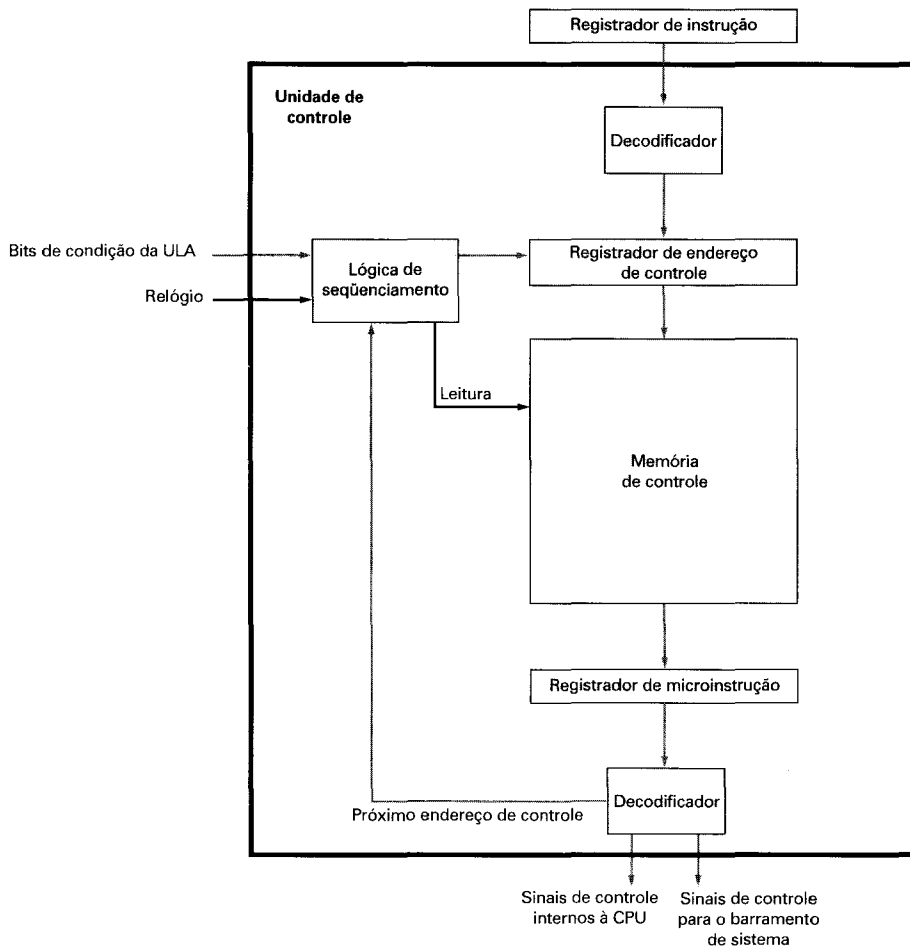 Registrador de instrução
Unidade de
controle
Decodificador
Bits de condição da ULA
Relógio
Lógica de
seqüenciamento
Registrador de endereço
de controle
Leitura
Memória
de controle
Registrador de microinstrução
Decodificador
Próximo endereço de controle
Sinais de controle
internos à CPU
Sinais de controle
para o barramento
de sistema